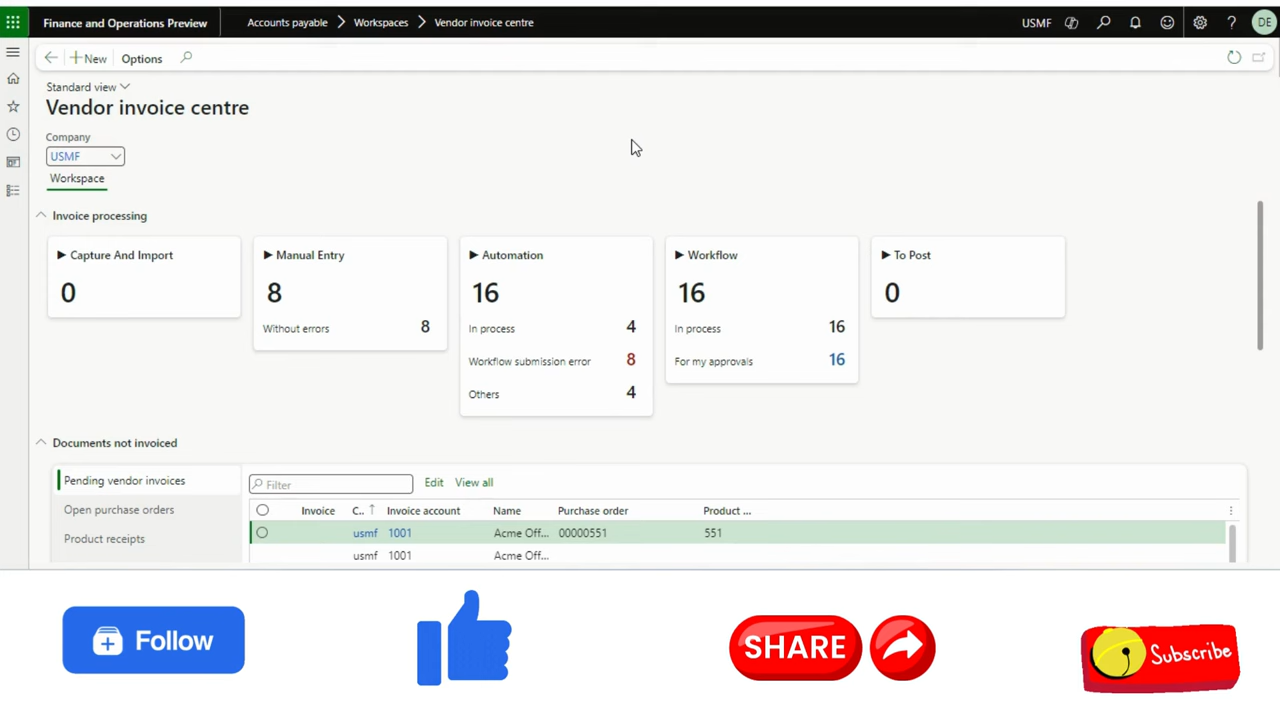 Finance and Operations Preview
Accounts payable > Workspaces > Vendor invoice centre
USMF
DE
New
Options
Standard view
Vendor invoice centre
Company
USMF
Workspace
Invoice processing
Capture And Import
0
Manual Entry
8
Without errors 8
Automation
16
In process 4
Workflow submission error 8
Others 4
Workflow
16
In process 16
For my approvals 16
To Post
0
Documents not invoiced
Pending vendor invoices
Open purchase orders
Product receipts
Filter
Edit
View all
Invoice C.. ↑ Invoice account Name Purchase order Product ...
usmf 1001 Acme Off... 00000551 551
usmf 1001 Acme Off...
Follow
SHARE
Subscribe